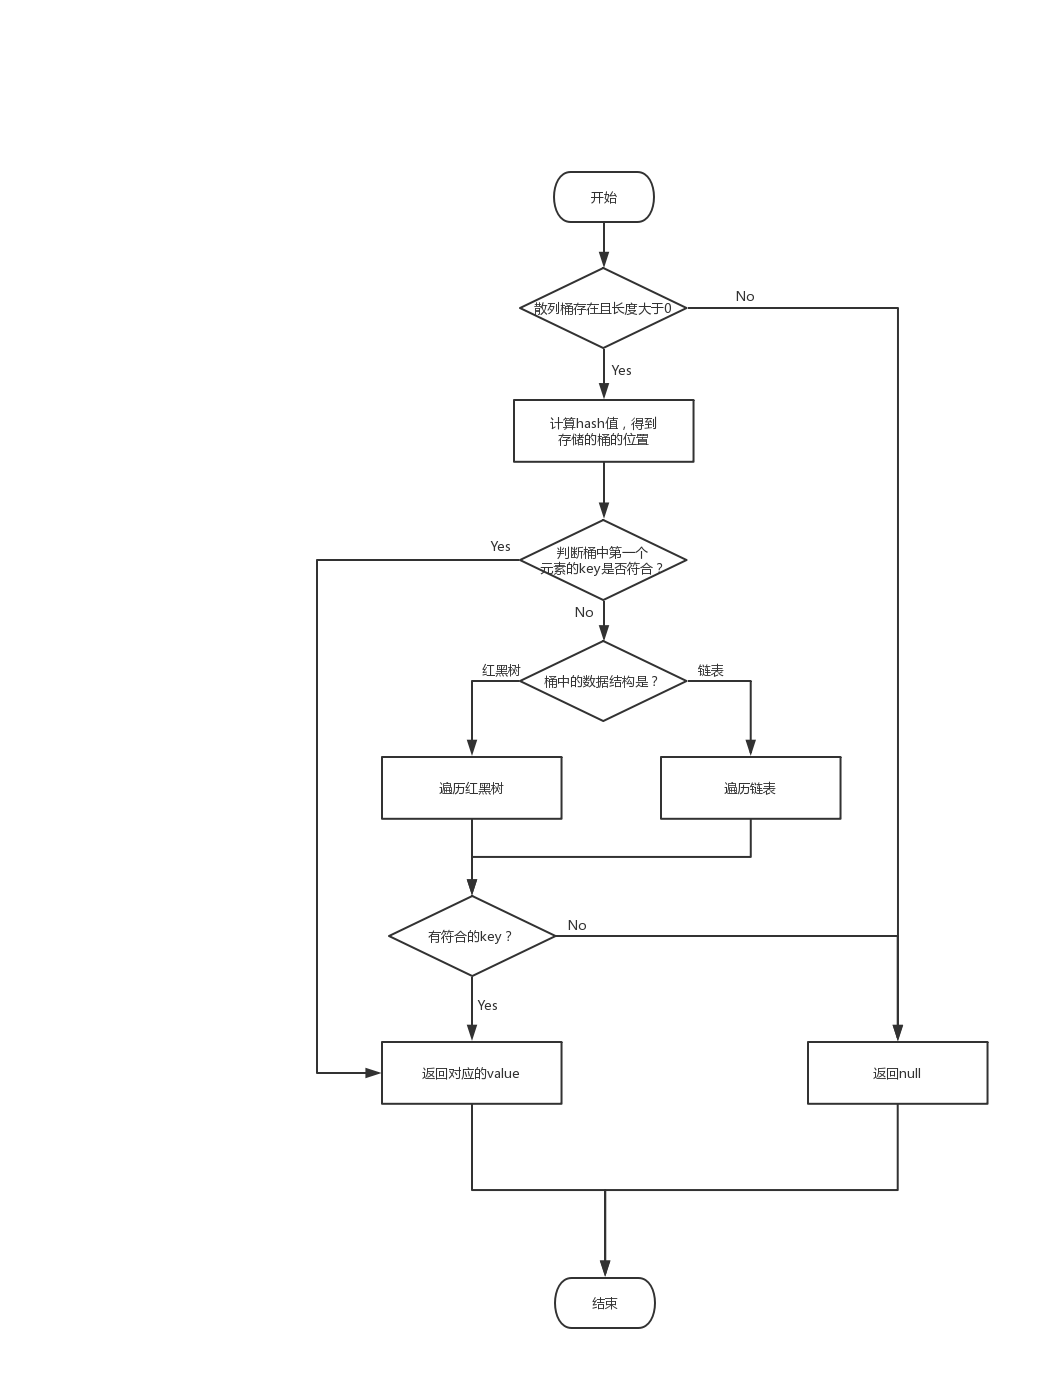 开始
散列桶存在且长度大于0
No
Yes
计算hash值，得到
存储的桶的位置
Yes
判断桶中第一个
元素的key是否符合？
No
红黑树
桶中的数据结构是？
链表
遍历红黑树
遍历链表
有符合的key？
No
Yes
返回对应的value
返回null
结束